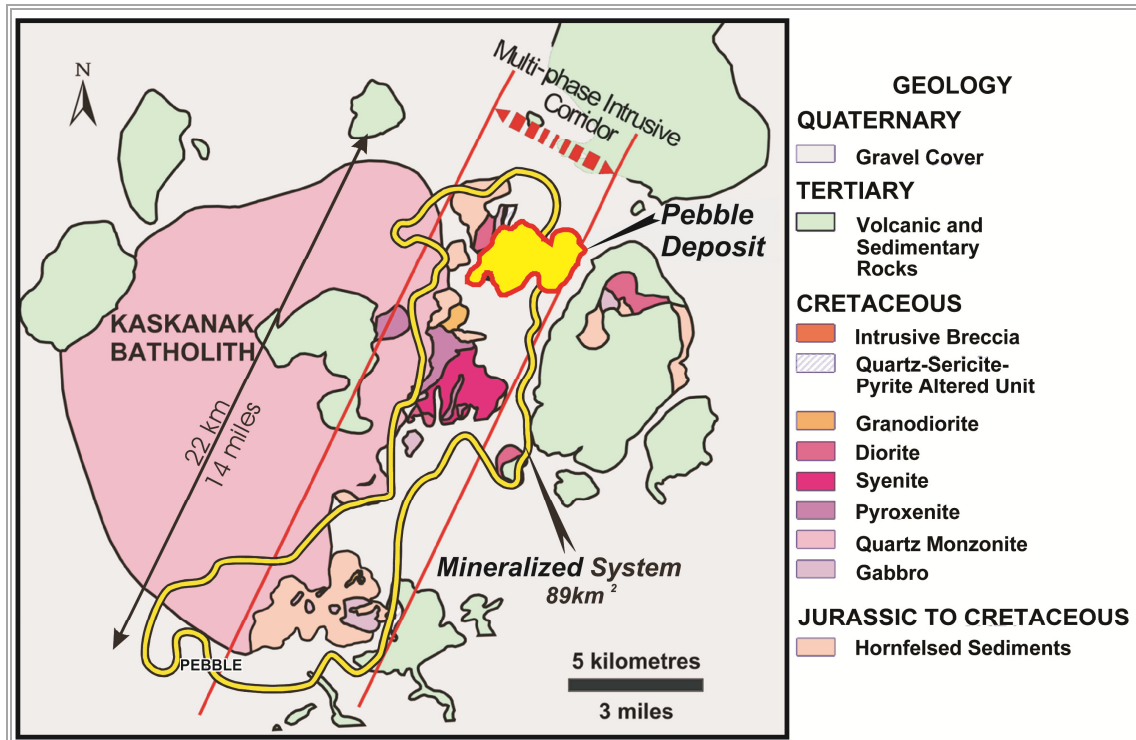 N
Multi-phase Intrusive
Corridor
Pebble
Deposit
KASKANAK
BATHOLITH
22 km
14 miles
Mineralized System
89km²
PEBBLE
5 kilometres
3 miles
GEOLOGY
QUATERNARY
Gravel Cover
TERTIARY
Volcanic and
Sedimentary
Rocks
CRETACEOUS
Intrusive Breccia
Quartz-Sericite-
Pyrite Altered Unit
Granodiorite
Diorite
Syenite
Pyroxenite
Quartz Monzonite
Gabbro
JURASSIC TO CRETACEOUS
Hornfelsed Sediments